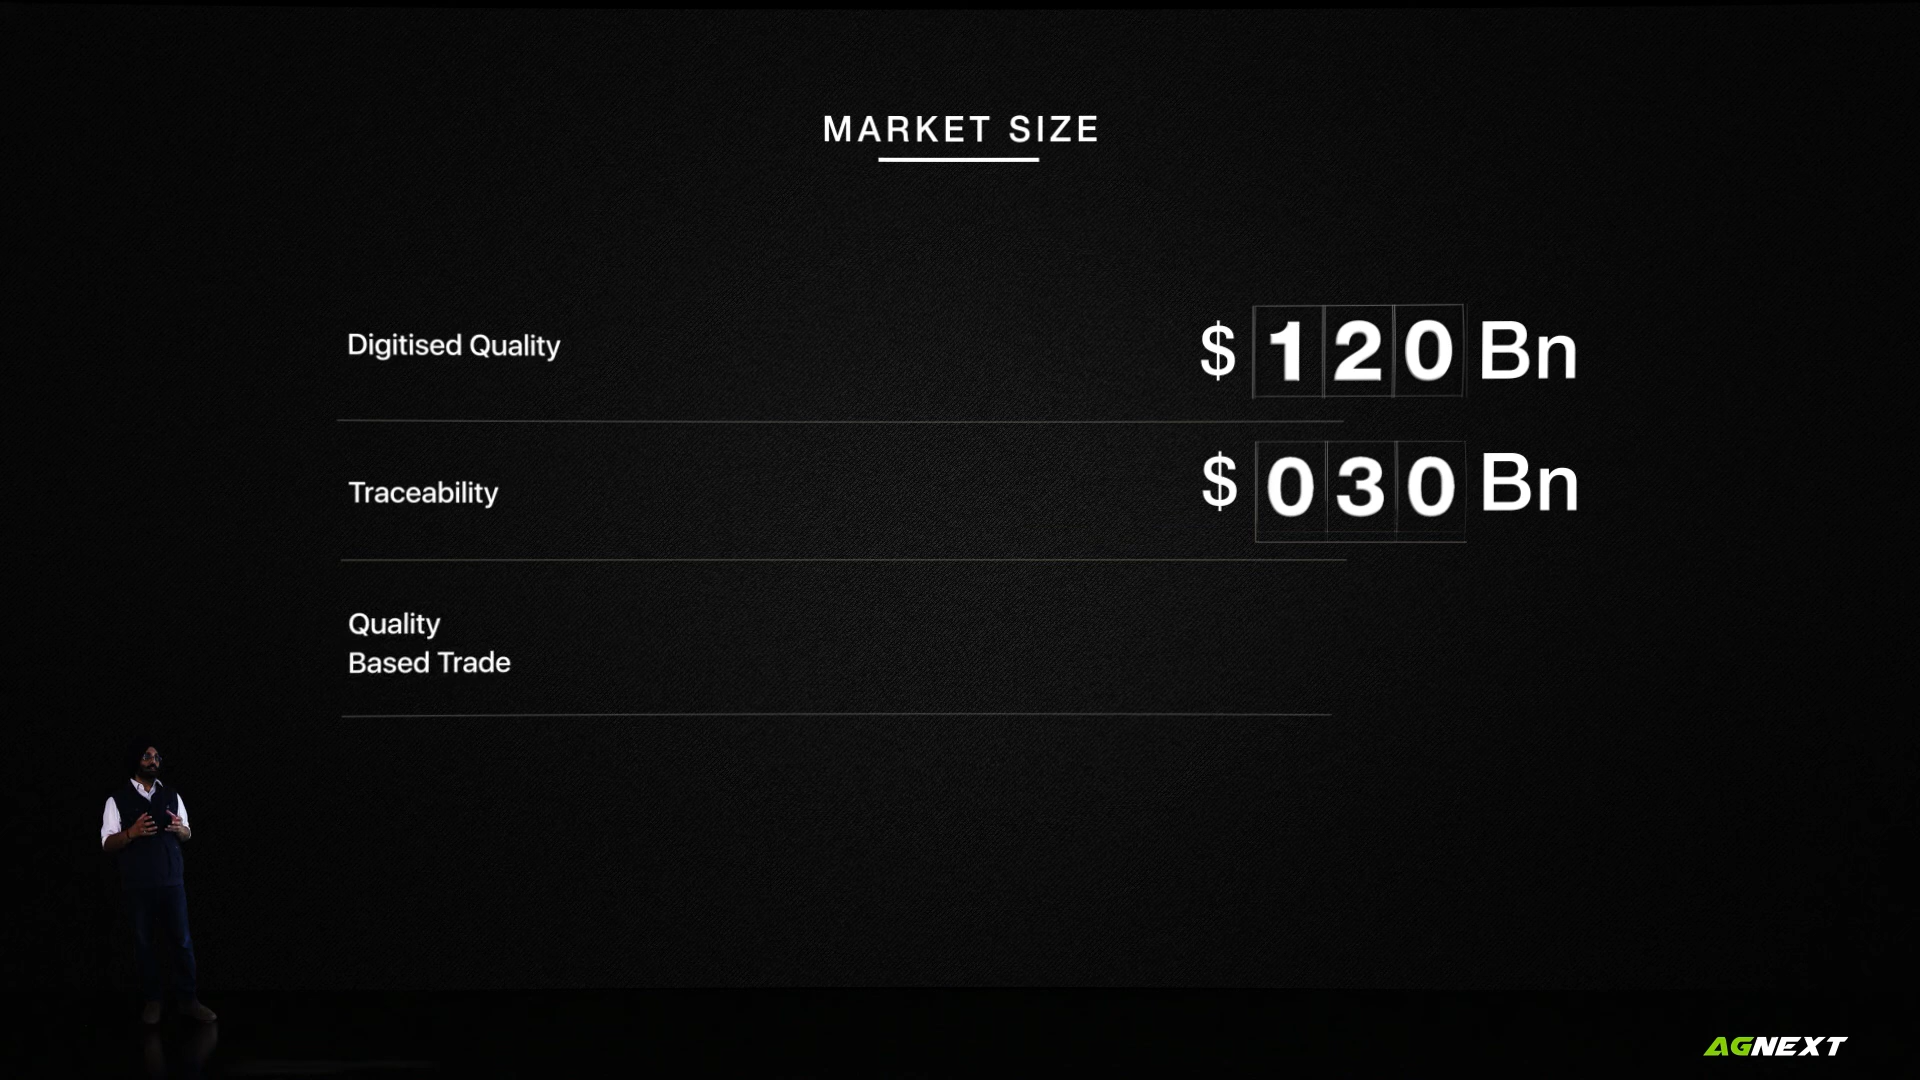 MARKET SIZE
Digitised Quality
$ 120 Bn
Traceability
$ 030 Bn
Quality
Based Trade
AGNEXT